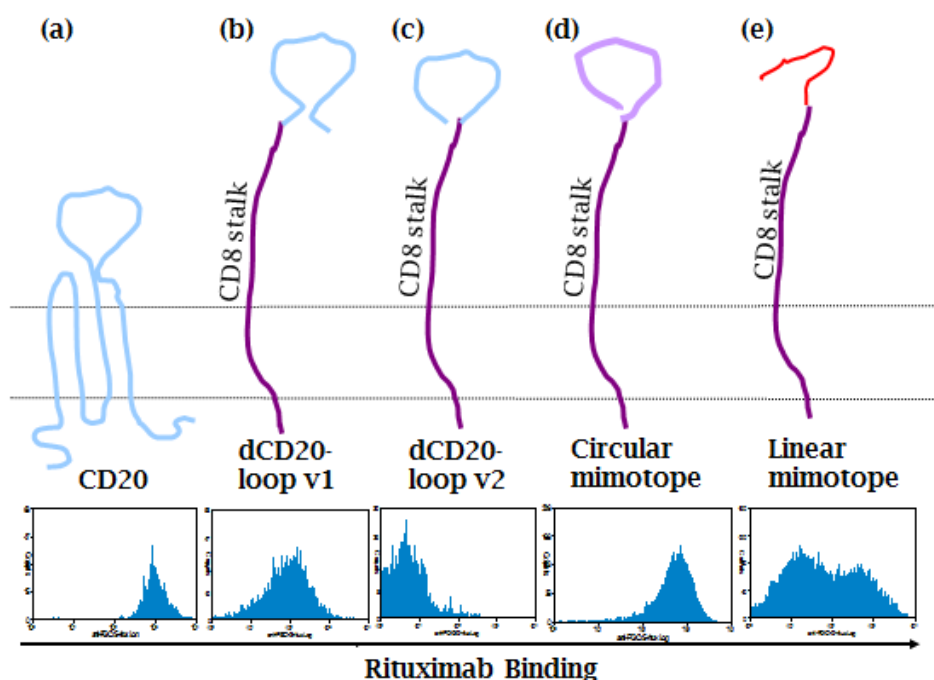 (a)
(b)
(c)
(d)
(e)
CD8 stalk
CD8 stalk
CD8 stalk
CD8 stalk
CD20
dCD20-
loop v1
dCD20-
loop v2
Circular
mimotope
Linear
mimotope
Rituximab Binding